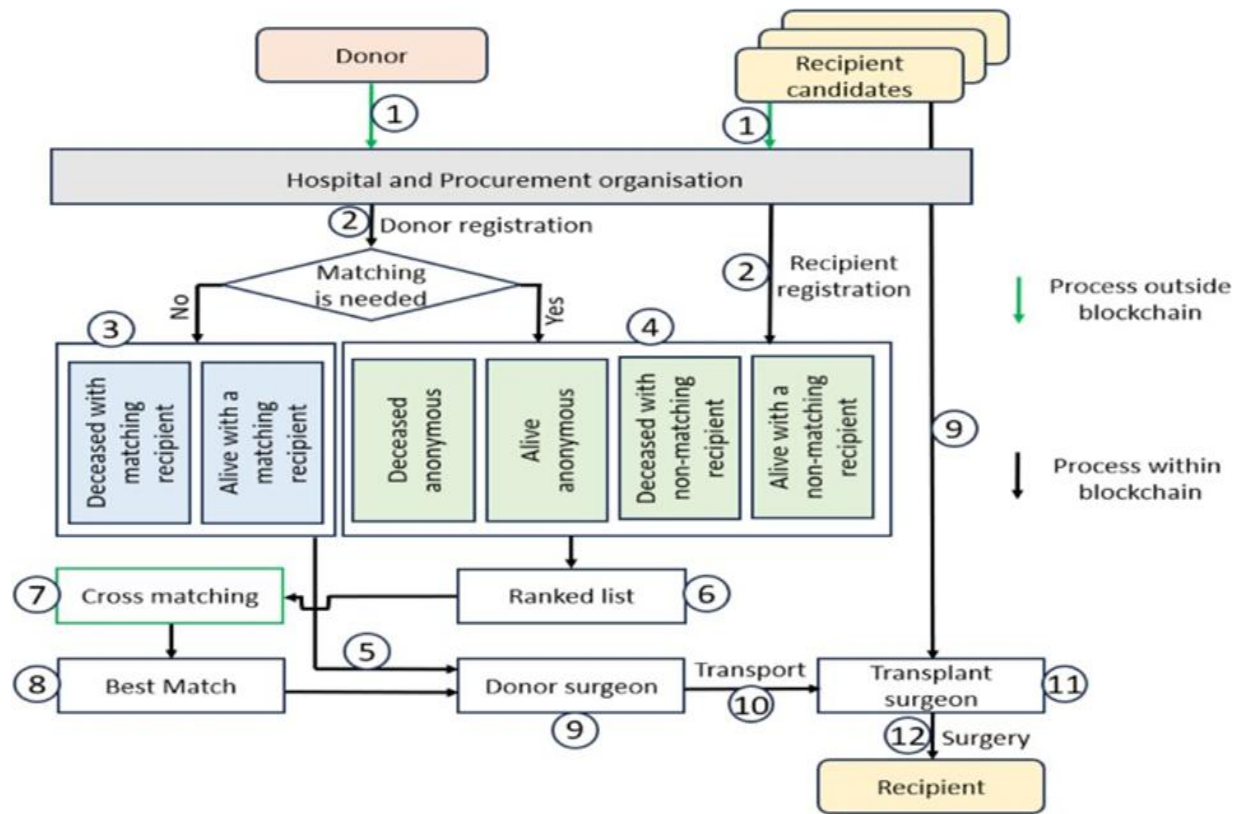 Donor
Recipient
candidates
1
1
Hospital and Procurement organisation
2
Donor registration
Matching
is needed
2
Recipient
registration
Process outside
blockchain
No
Yes
3
4
Deceased with
matching
recipient
Alive with a
matching
recipient
Deceased
anonymous
Alive
anonymous
Deceased with
non-matching
recipient
Alive with a
non-matching
recipient
9
Process within
blockchain
7
Cross matching
Ranked list
6
5
8
Best Match
Donor surgeon
9
Transport
10
Transplant
surgeon
11
12
Surgery
Recipient